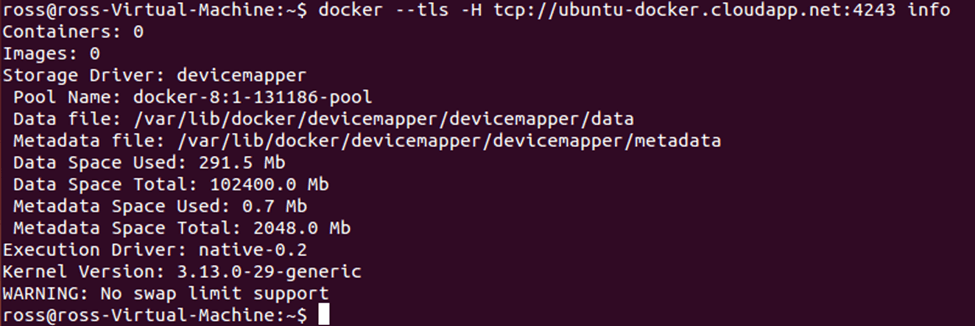 ross@ross-Virtual-Machine:~$ docker --tls -H tcp://ubuntu-docker.cloudapp.net:4243 info
Containers: 0
Images: 0
Storage Driver: devicemapper
 Pool Name: docker-8:1-131186-pool
 Data file: /var/lib/docker/devicemapper/devicemapper/data
 Metadata file: /var/lib/docker/devicemapper/devicemapper/metadata
 Data Space Used: 291.5 Mb
 Data Space Total: 102400.0 Mb
 Metadata Space Used: 0.7 Mb
 Metadata Space Total: 2048.0 Mb
Execution Driver: native-0.2
Kernel Version: 3.13.0-29-generic
WARNING: No swap limit support
ross@ross-Virtual-Machine:~$